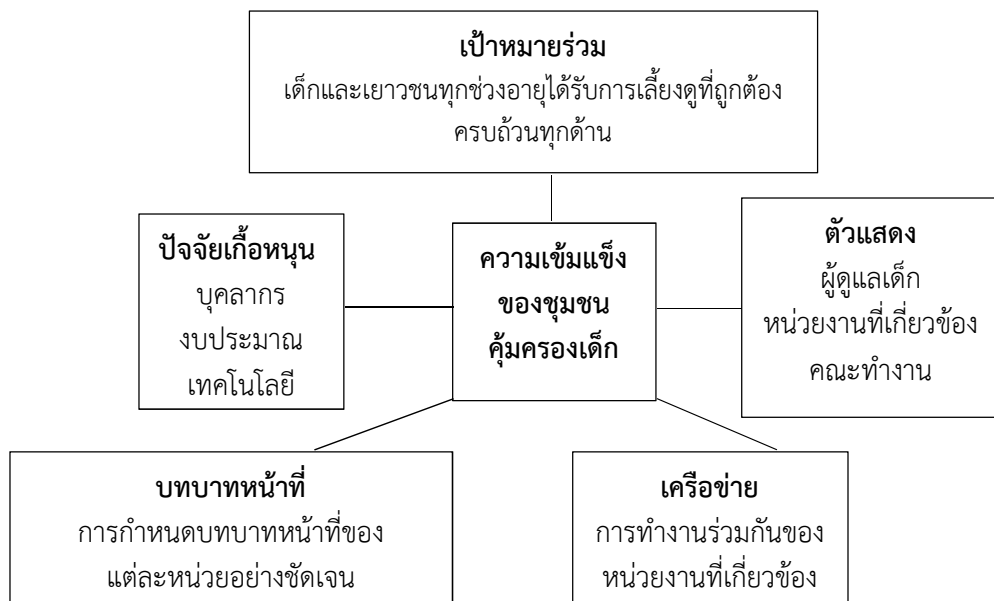 เป้าหมายร่วม
เด็กและเยาวชนทุกช่วงอายุได้รับการเลี้ยงดูที่ถูกต้อง
ครบถ้วนทุกด้าน
ปัจจัยเกื้อหนุน
บุคลากร
งบประมาณ
เทคโนโลยี
ความเข้มแข็ง
ของชุมชน
คุ้มครองเด็ก
ตัวแสดง
ผู้ดูแลเด็ก
หน่วยงานที่เกี่ยวข้อง
คณะทำงาน
บทบาทหน้าที่
การกำหนดบทบาทหน้าที่ของ
แต่ละหน่วยอย่างชัดเจน
เครือข่าย
การทำงานร่วมกันของ
หน่วยงานที่เกี่ยวข้อง